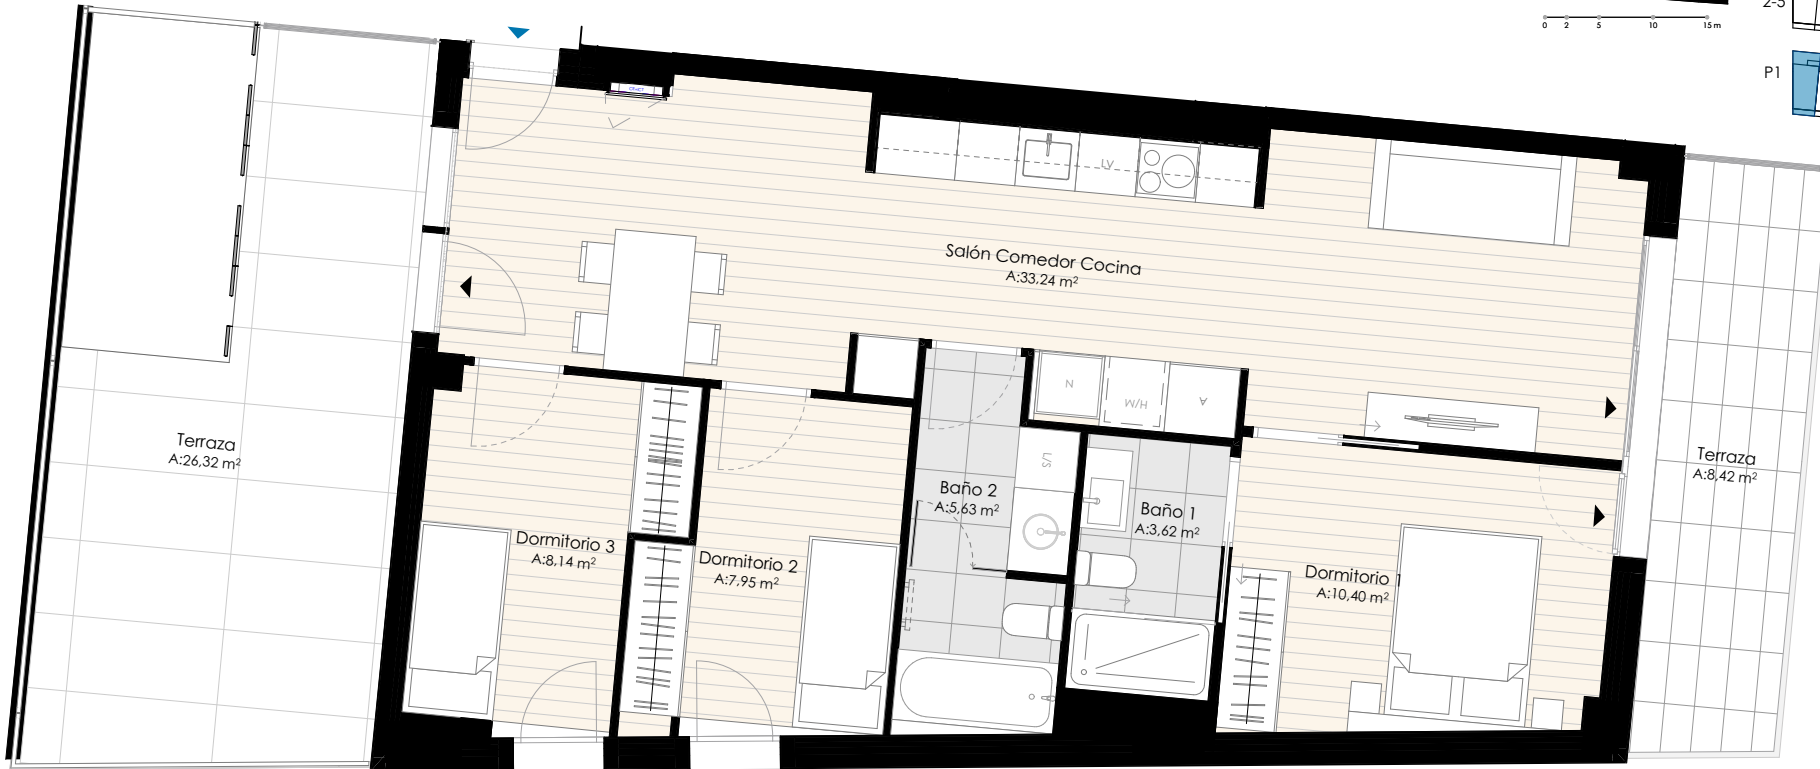 2-5
0 2 5 10 15 m
P1
LV
Salón Comedor Cocina
A:33,24 m²
Terraza
A:26,32 m²
N
H/M
A
L/S
Terraza
A:8,42 m²
Baño 2
A:5,63 m²
Baño 1
A:3,62 m²
Dormitorio 3
A:8,14 m²
Dormitorio 2
A:7,95 m²
Dormitorio 1
A:10,40 m²